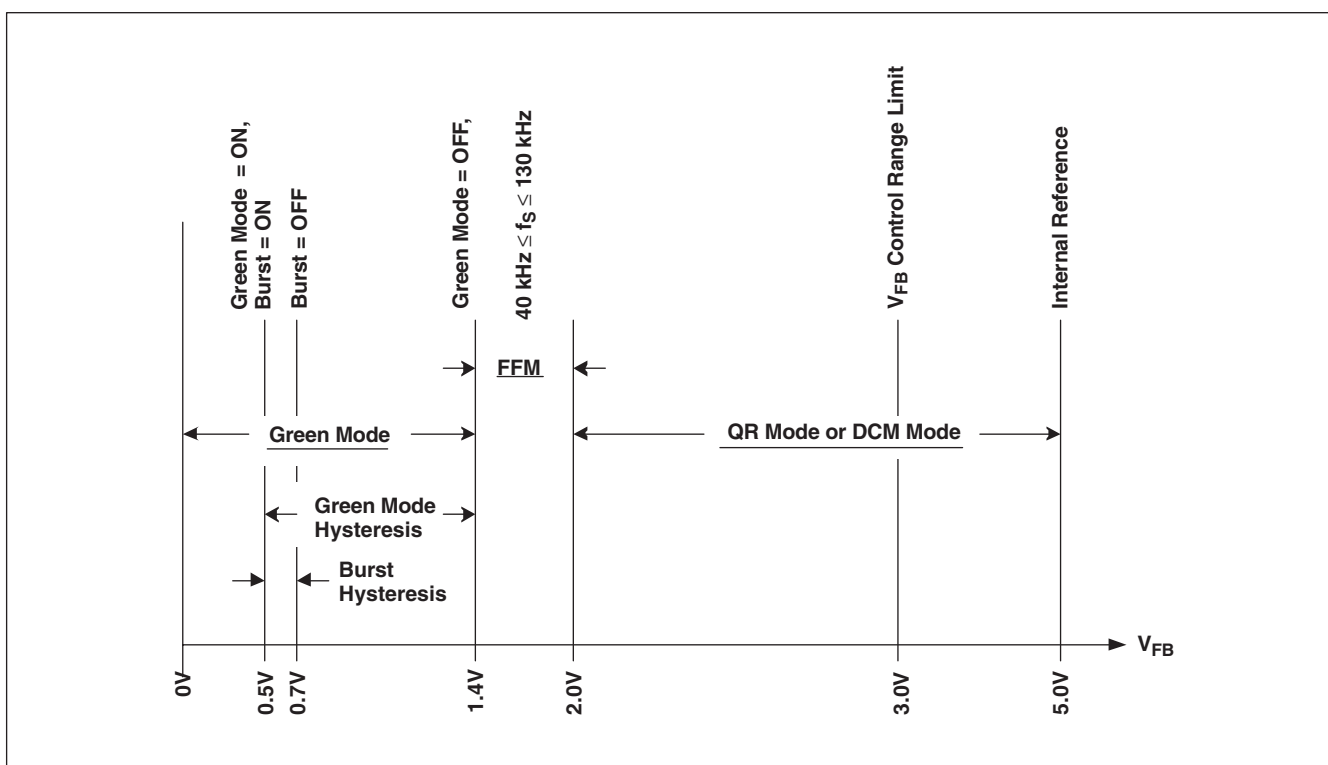 Green Mode = ON,
Burst = ON
Burst = OFF
Green Mode = OFF,
40 kHz ≤ fS ≤ 130 kHz
VFB Control Range Limit
Internal Reference
FFM
Green Mode
QR Mode or DCM Mode
Green Mode
Hysteresis
Burst
Hysteresis
VFB
0V
0.5V
0.7V
1.4V
2.0V
3.0V
5.0V